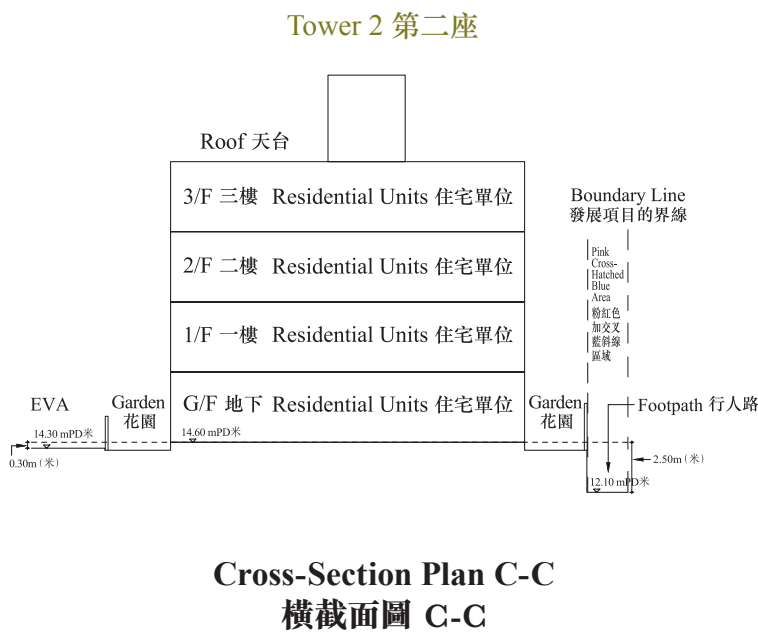 Tower 2 第二座
Roof 天台
3/F 三樓 Residential Units 住宅單位
Boundary Line
發展項目的界線
2/F 二樓 Residential Units 住宅單位
Pink
Cross-
Hatched
Blue
Area
粉紅色
加交叉
藍斜線
區域
1/F 一樓 Residential Units 住宅單位
EVA
Garden
花園
G/F 地下 Residential Units 住宅單位
Garden
花園
Footpath 行人路
14.30 mPD米
14.60 mPD米
0.30m (米)
2.50m (米)
12.10 mPD米
Cross-Section Plan C-C
橫截面圖 C-C